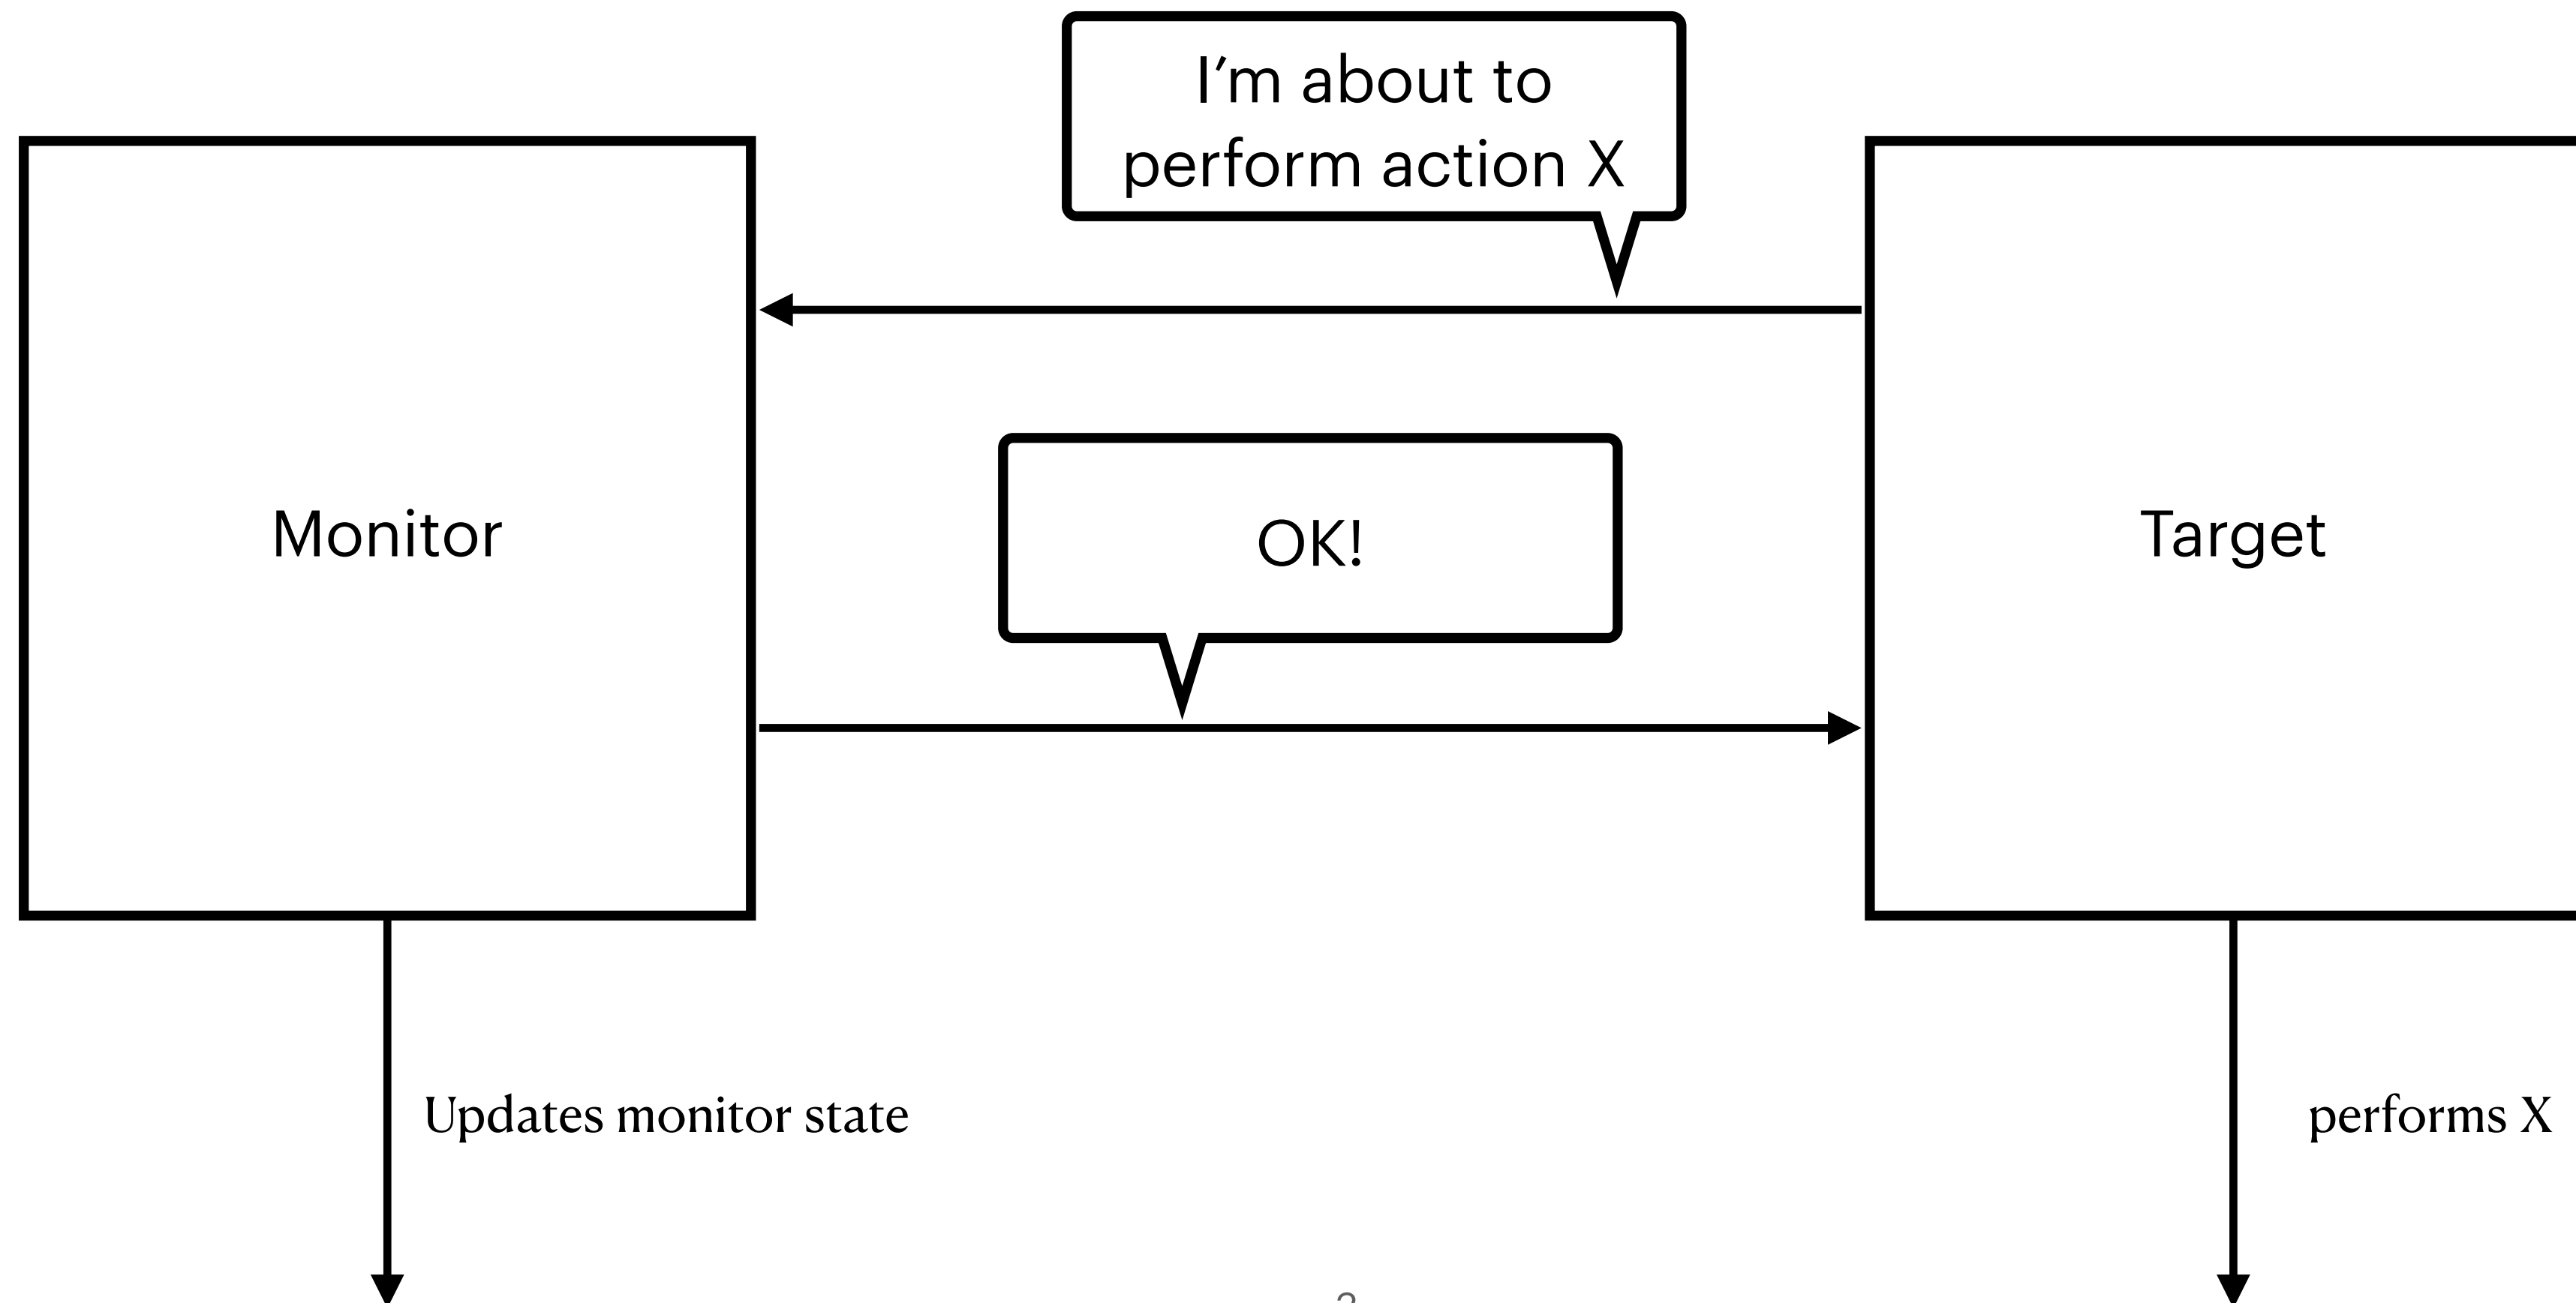 I’m about to
perform action X
Monitor
OK!
Target
Updates monitor state
performs X